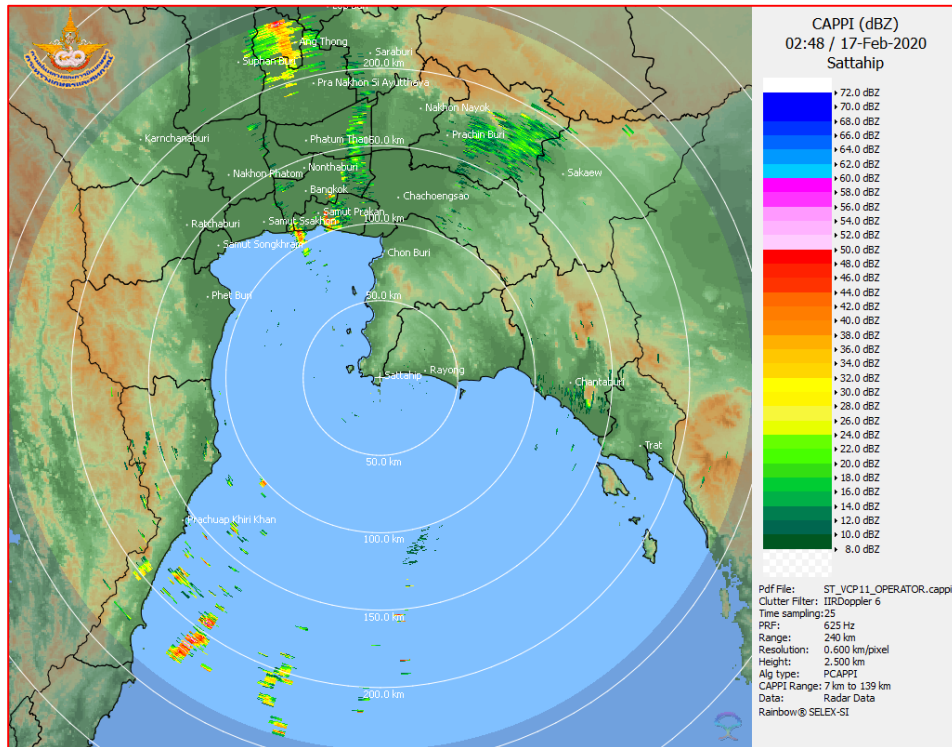 CAPPI (dBZ)
02:48 / 17-Feb-2020
Sattahip
72.0 dBZ
70.0 dBZ
68.0 dBZ
66.0 dBZ
64.0 dBZ
62.0 dBZ
60.0 dBZ
58.0 dBZ
56.0 dBZ
54.0 dBZ
52.0 dBZ
50.0 dBZ
48.0 dBZ
46.0 dBZ
44.0 dBZ
42.0 dBZ
40.0 dBZ
38.0 dBZ
36.0 dBZ
34.0 dBZ
32.0 dBZ
30.0 dBZ
28.0 dBZ
26.0 dBZ
24.0 dBZ
22.0 dBZ
20.0 dBZ
18.0 dBZ
16.0 dBZ
14.0 dBZ
12.0 dBZ
10.0 dBZ
8.0 dBZ
Pdf File: ST_VCP11_OPERATOR.cappi
Clutter Filter: IIRDoppler 6
Time sampling:25
PRF: 625 Hz
Range: 240 km
Resolution: 0.600 km/pixel
Height: 2.500 km
Alg type: PCAPPI
CAPPI Range: 7 km to 139 km
Data: Radar Data
Rainbow® SELEX-SI
Ang Thong
Saraburi
Suphan Buri
200.0 km
Pra Nakhon Si Ayutthaya
Nakhon Nayok
Karnchanaburi
Phatum Thani
150.0 km
Prachin Buri
Nonthaburi
Nakhon Phatom
Sakaew
Bangkok
Chachoengsao
Samut Prakan
Ratchaburi
Samut Ssakhon
100.0 km
Samut Songkhram
Chon Buri
Phet Buri
50.0 km
Sattahip
Rayong
Chantaburi
Trat
50.0 km
Prachuap Khiri Khan
100.0 km
150.0 km
200.0 km